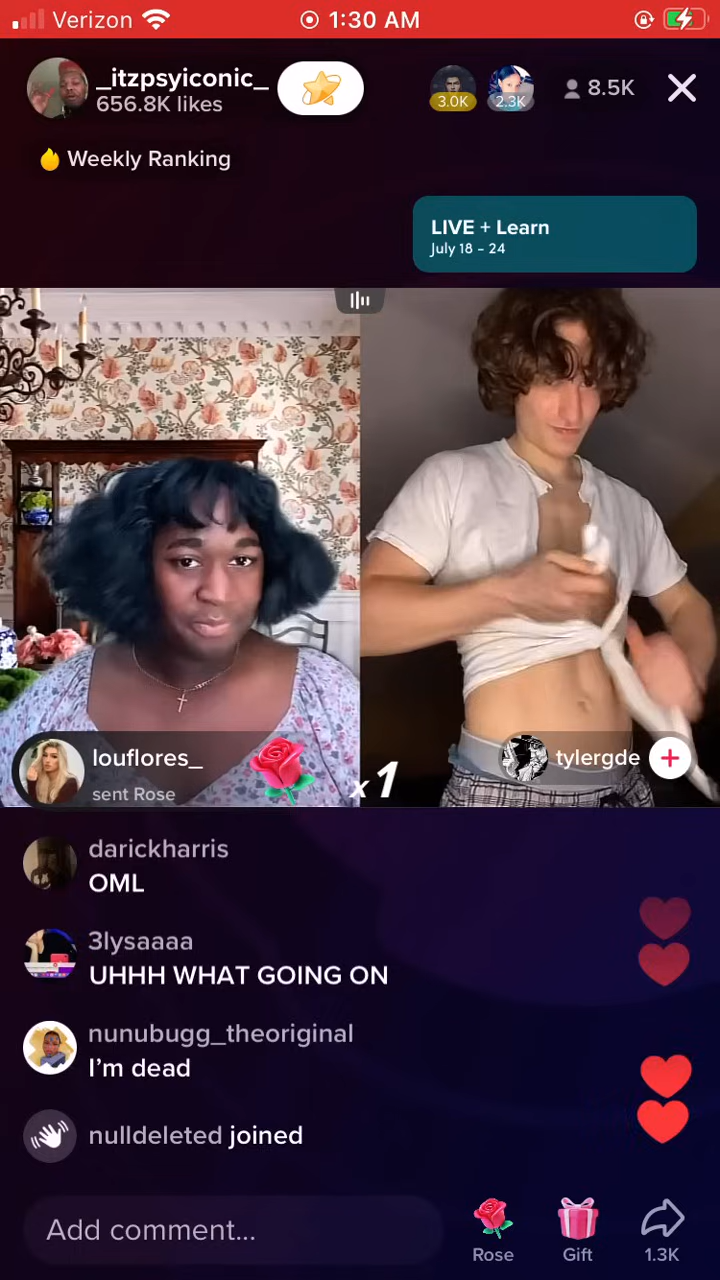 Verizon 1:30 AM
_itzpsyiconic_
656.8K likes
3.0K
2.3K
8.5K
Weekly Ranking
LIVE + Learn
July 18 - 24
louflores_
sent Rose
x1
tylergde
darickharris
OML
3lysaaaa
UHHH WHAT GOING ON
nunubugg_theoriginal
I'm dead
nulldeleted joined
Add comment...
Rose
Gift
1.3K